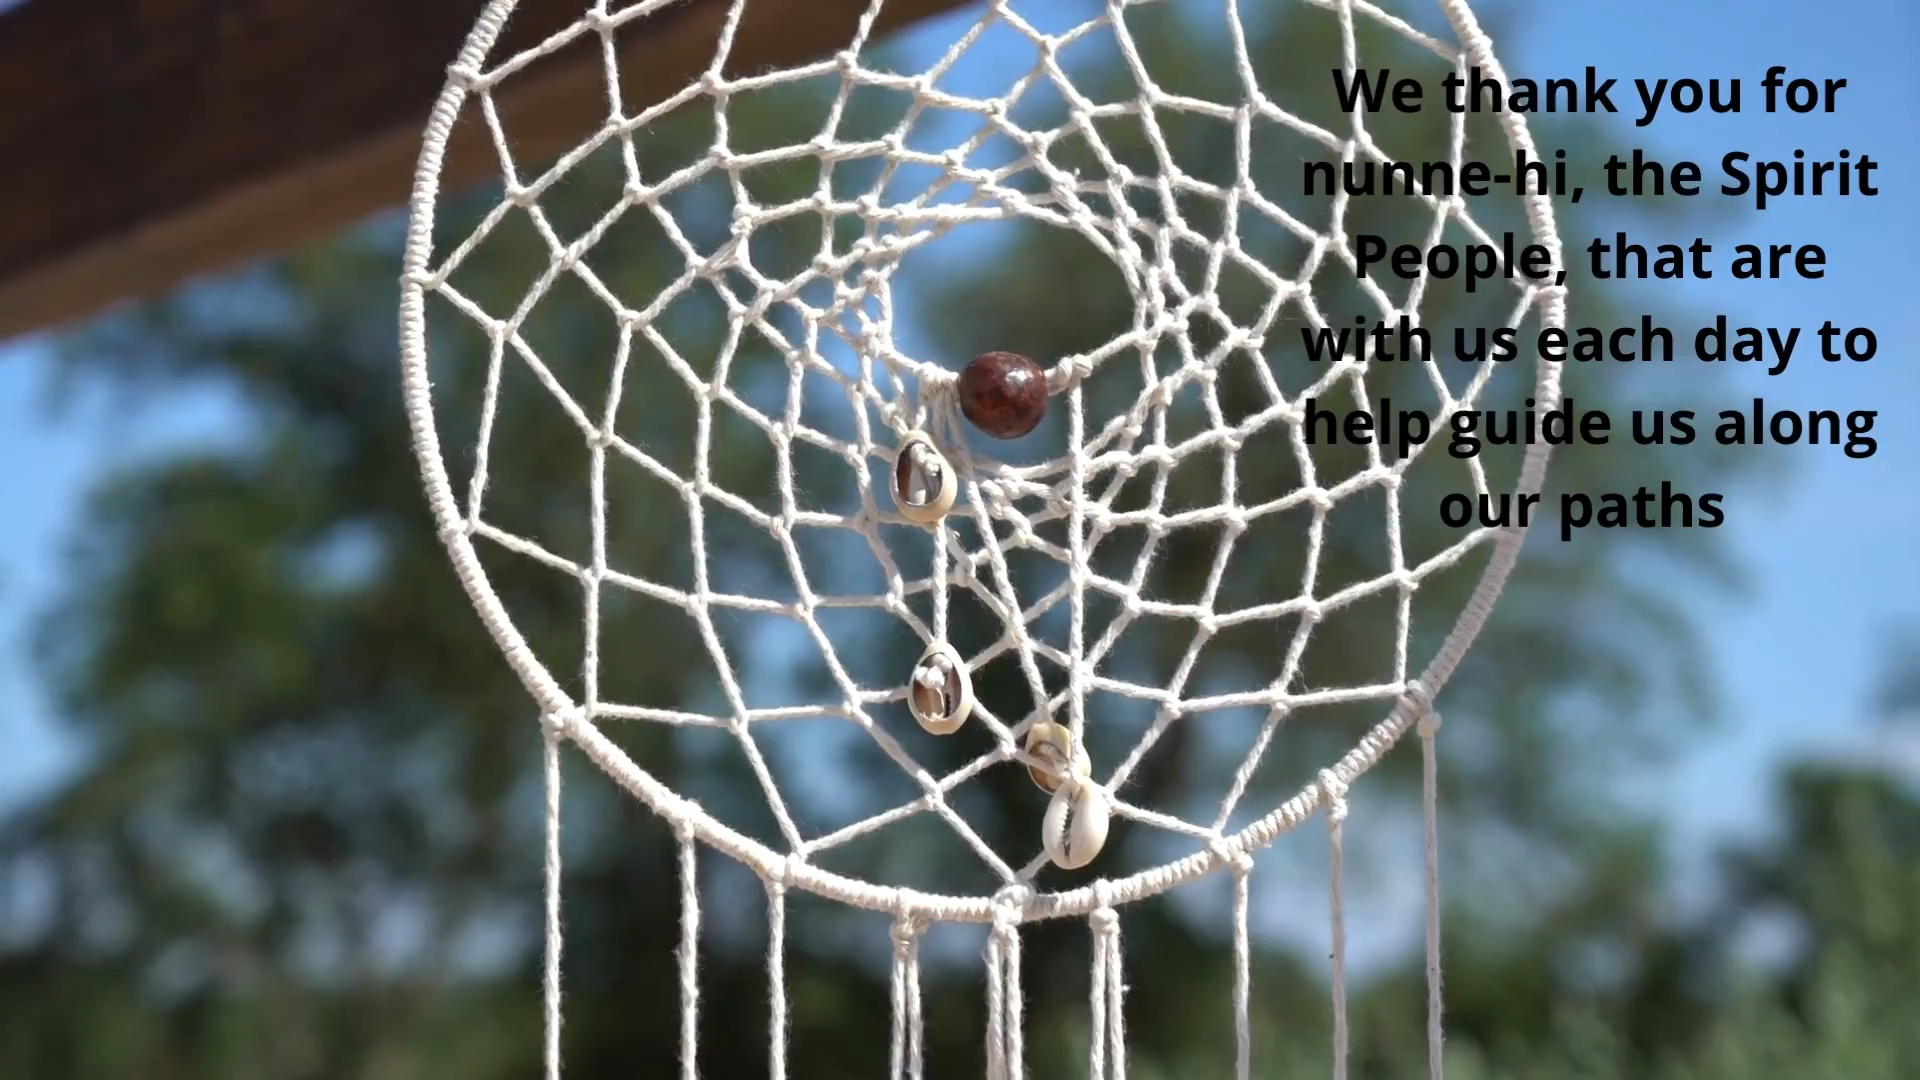 We thank you for
nunne-hi, the Spirit
People, that are
with us each day to
help guide us along
our paths